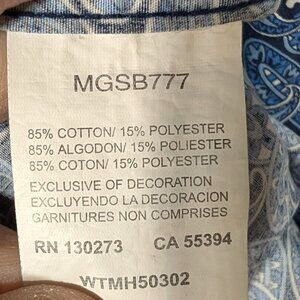 MGSB777
85% COTTON/ 15% POLYESTER
85% ALGODON/ 15% POLIESTER
85% COTON/ 15% POLYESTER
EXCLUSIVE OF DECORATION
EXCLUYENDO LA DECORACION
GARNITURES NON COMPRISES
RN 130273 CA 55394
WTMH50302